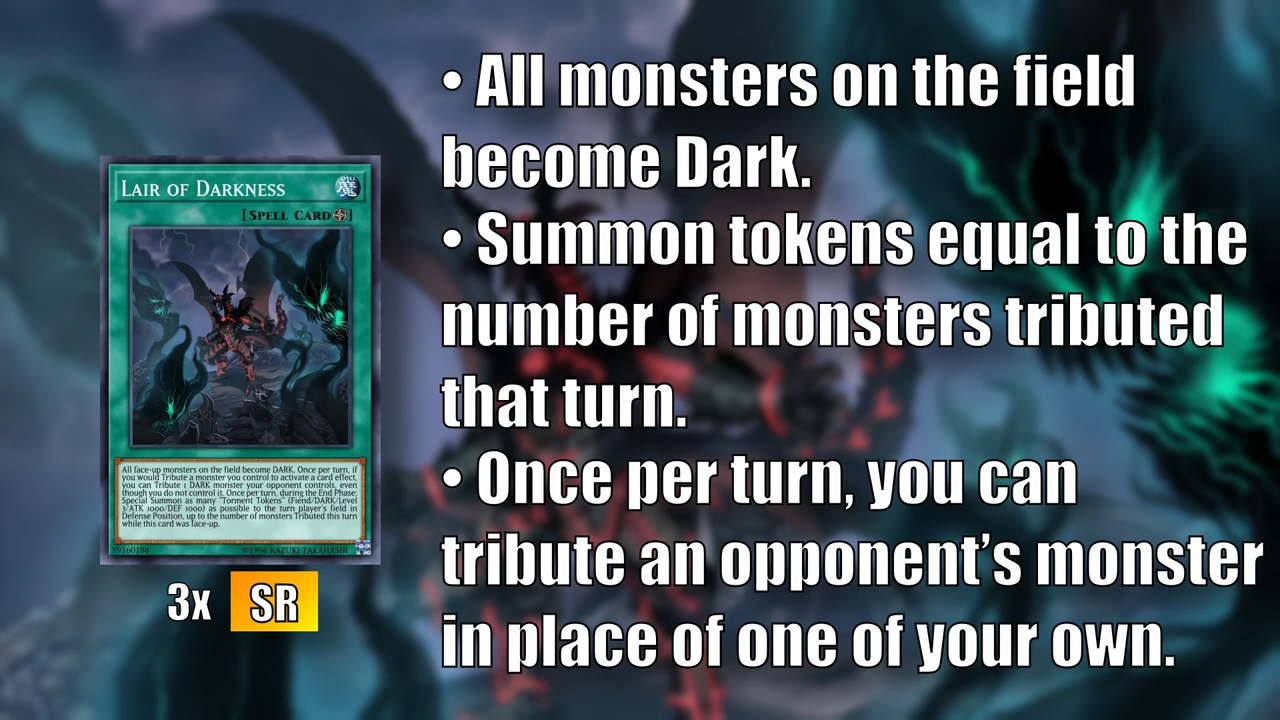 LAIR OF DARKNESS
[SPELL CARD]
All face-up monsters on the field become DARK. Once per turn, if
you would Tribute a monster you control to activate a card effect,
you can Tribute 1 DARK monster your opponent controls, even
though you do not control it. Once per turn, during the End Phase:
Special Summon as many "Torment Tokens" (Fiend/DARK/Level
3/ATK 1000/DEF 1000) as possible to the turn player's field in
Defense Position, up to the number of monsters Tributed this turn
while this card was face-up.
59160188 ©1996 KAZUKI TAKAHASHI
3x SR
• All monsters on the field
become Dark.
• Summon tokens equal to the
number of monsters tributed
that turn.
• Once per turn, you can
tribute an opponent’s monster
in place of one of your own.